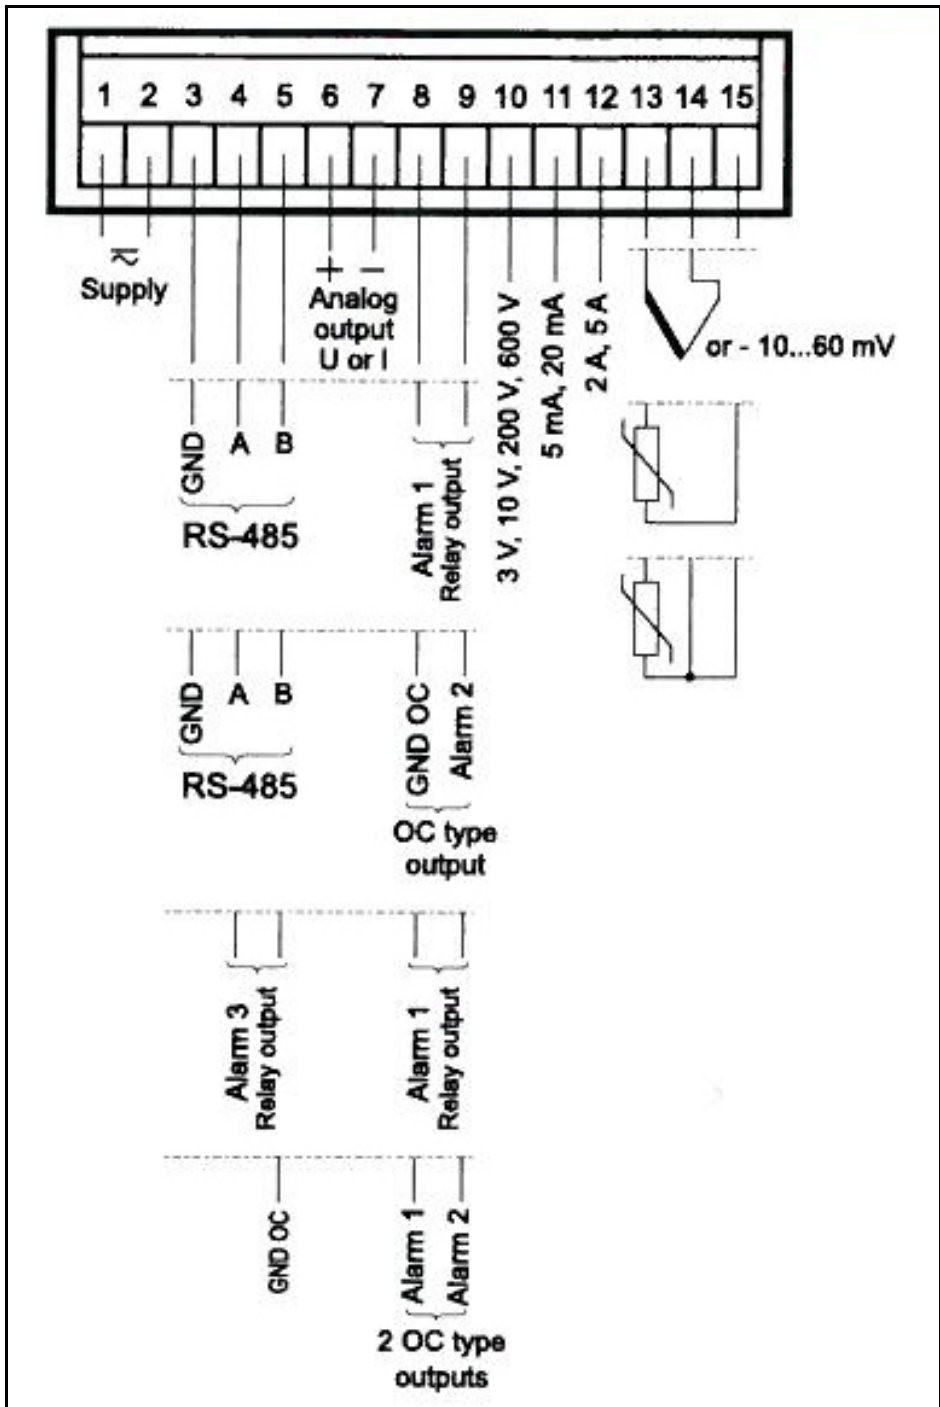 1 2 3 4 5 6 7 8 9 10 11 12 13 14 15
Supply
+ −
Analog
output
U or I
3 V, 10 V, 200 V, 600 V
5 mA, 20 mA
2 A, 5 A
or - 10...60 mV
GND A B
RS-485
Alarm 1
Relay output
GND A B
RS-485
GND OC
Alarm 2
OC type
output
Alarm 3
Relay output
Alarm 1
Relay output
GND OC
Alarm 1
Alarm 2
2 OC type
outputs